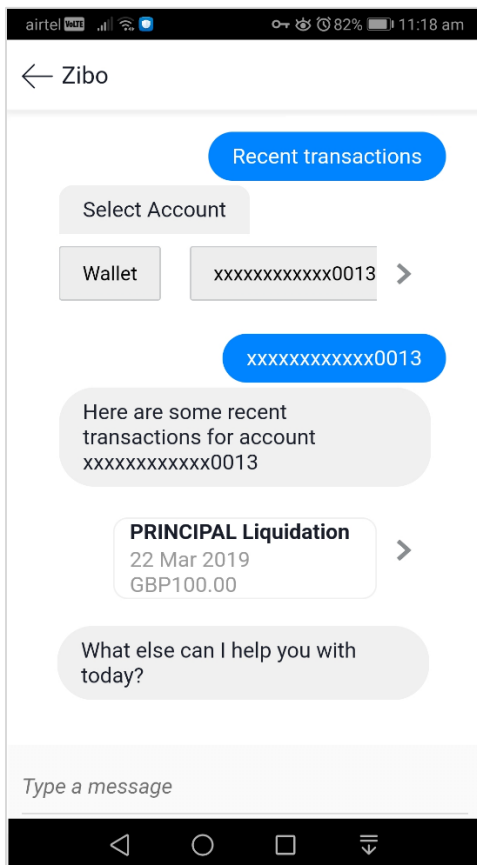 airtel VoLTE 82% 11:18 am
Zibo
Recent transactions
Select Account
Wallet xxxxxxxxxxxx0013
xxxxxxxxxxxx0013
Here are some recent
transactions for account
xxxxxxxxxxxx0013
PRINCIPAL Liquidation
22 Mar 2019
GBP100.00
What else can I help you with
today?
Type a message